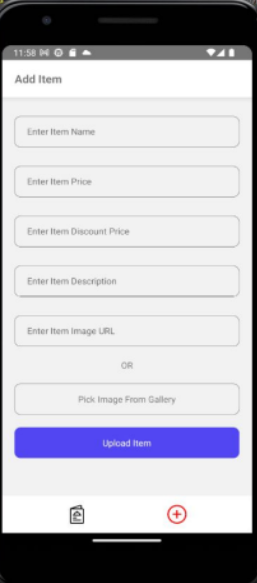 11:58
Add Item
Enter Item Name
Enter Item Price
Enter Item Discount Price
Enter Item Description
Enter Item Image URL
OR
Pick Image From Gallery
Upload Item